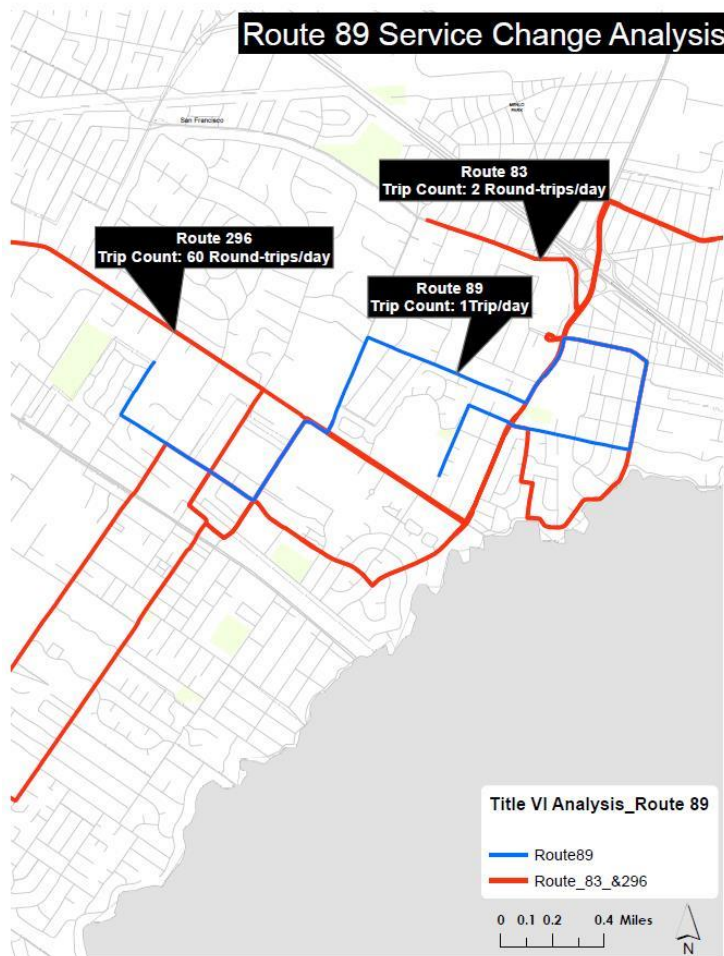 Route 89 Service Change Analysis
MENLO
PARK
San Francisco
Route 83
Trip Count: 2 Round-trips/day
Route 296
Trip Count: 60 Round-trips/day
Route 89
Trip Count: 1Trip/day
Title VI Analysis_Route 89
Route89
Route_83_&296
0 0.1 0.2 0.4 Miles
N